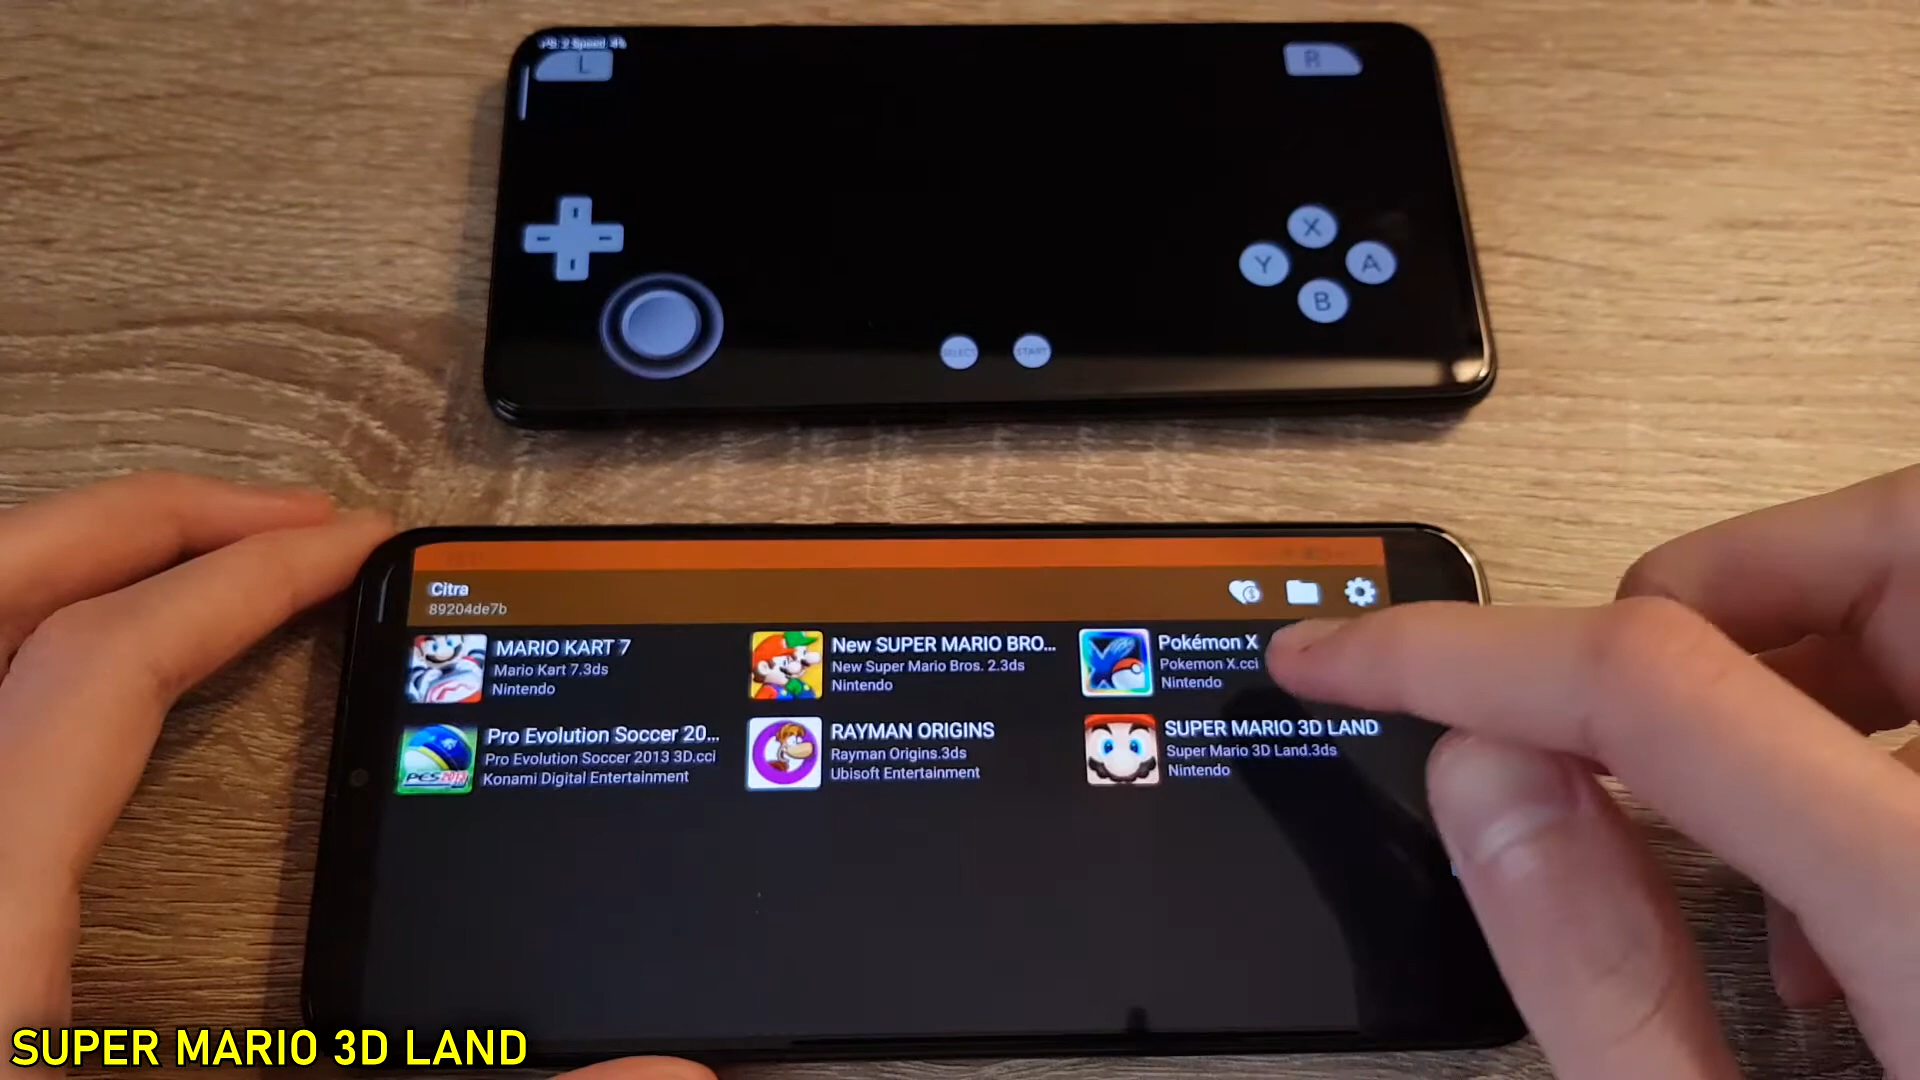 L
R
X
Y
A
B
SELECT
START
Citra
89204de7b
MARIO KART 7
Mario Kart 7.3ds
Nintendo
New SUPER MARIO BRO...
New Super Mario Bros. 2.3ds
Nintendo
Pokémon X
Pokemon X.cci
Nintendo
Pro Evolution Soccer 20...
Pro Evolution Soccer 2013 3D.cci
Konami Digital Entertainment
PES2013
RAYMAN ORIGINS
Rayman Origins.3ds
Ubisoft Entertainment
SUPER MARIO 3D LAND
Super Mario 3D Land.3ds
Nintendo
SUPER MARIO 3D LAND